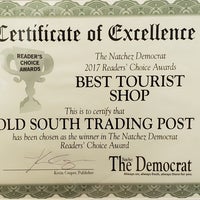 Certificate of Excellence
READER'S
CHOICE
AWARDS
The Natchez Democrat
2017 Readers' Choice Awards
BEST TOURIST
SHOP
This is to certify that
OLD SOUTH TRADING POST
has been chosen as the winner in The Natchez Democrat
Readers' Choice Award
Kevin Cooper, Publisher
Natchez
The Democrat